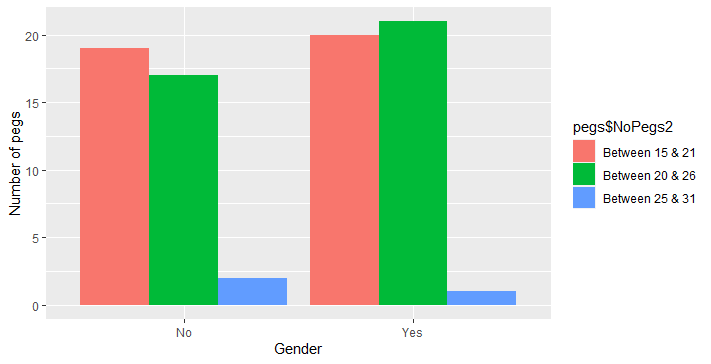 Number of pegs
20
15
10
5
0
No
Yes
Gender
pegs$NoPegs2
Between 15 & 21
Between 20 & 26
Between 25 & 31